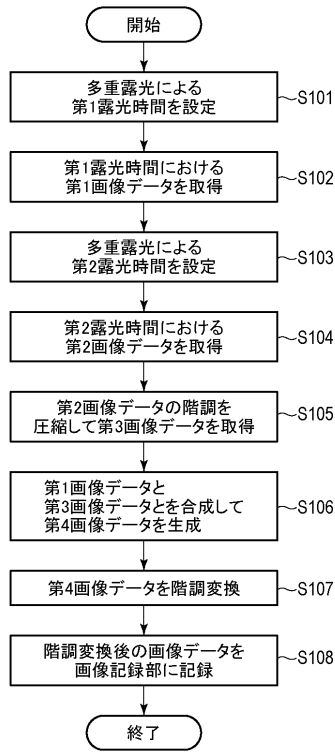 開始
多重露光による
第1露光時間を設定
S101
第1露光時間における
第1画像データを取得
S102
多重露光による
第2露光時間を設定
S103
第2露光時間における
第2画像データを取得
S104
第2画像データの階調を
圧縮して第3画像データを取得
S105
第1画像データと
第3画像データとを合成して
第4画像データを生成
S106
第4画像データを階調変換
S107
階調変換後の画像データを
画像記録部に記録
S108
終了